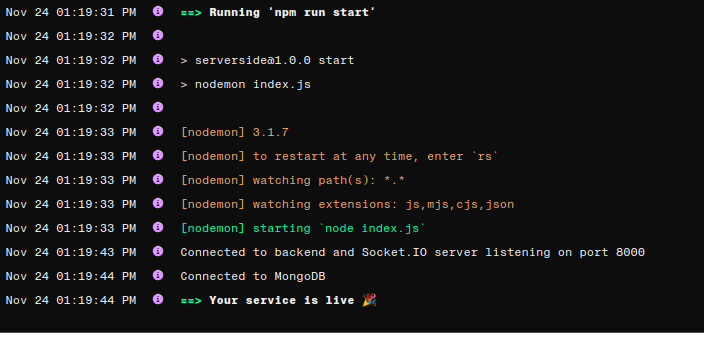 Nov 24 01:19:31 PM ==> Running 'npm run start'
Nov 24 01:19:32 PM
Nov 24 01:19:32 PM > serverside@1.0.0 start
Nov 24 01:19:32 PM > nodemon index.js
Nov 24 01:19:32 PM
Nov 24 01:19:33 PM [nodemon] 3.1.7
Nov 24 01:19:33 PM [nodemon] to restart at any time, enter `rs`
Nov 24 01:19:33 PM [nodemon] watching path(s): *.*
Nov 24 01:19:33 PM [nodemon] watching extensions: js,mjs,cjs,json
Nov 24 01:19:33 PM [nodemon] starting `node index.js`
Nov 24 01:19:43 PM Connected to backend and Socket.IO server listening on port 8000
Nov 24 01:19:44 PM Connected to MongoDB
Nov 24 01:19:44 PM ==> Your service is live 🎉